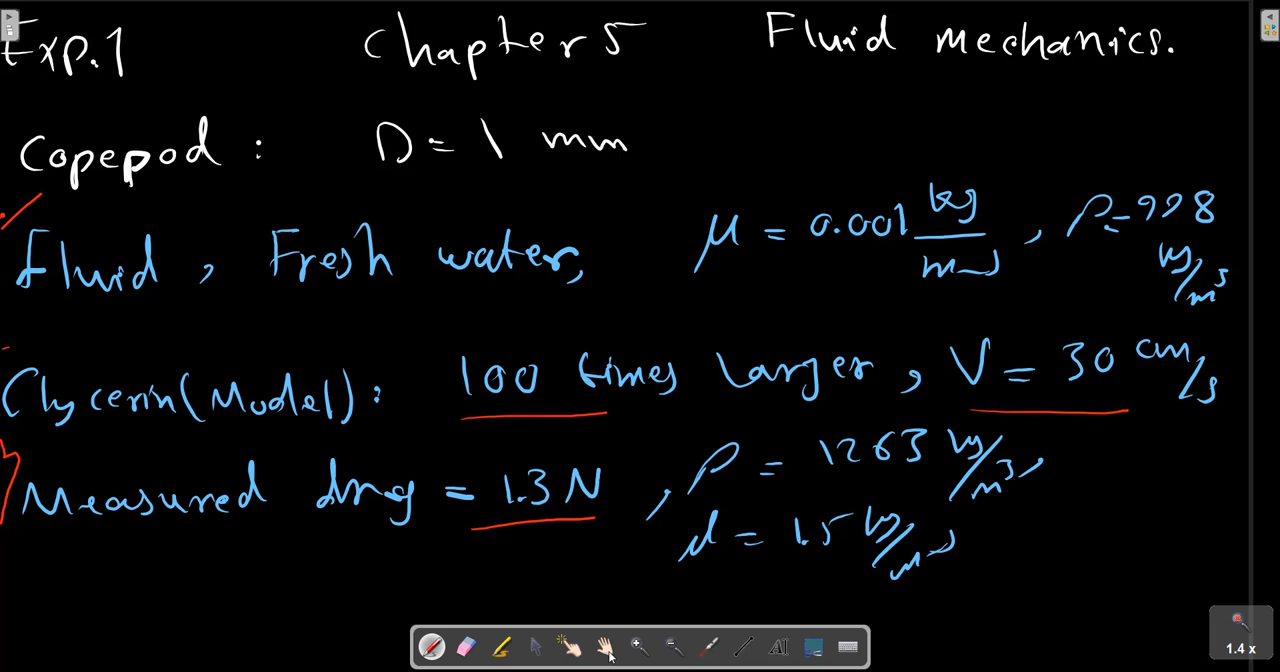 Exp.1 Chapter 5 Fluid mechanics.
Copepod : D = 1 mm
Fluid, Fresh water, μ = 0.001 kg/m-s, ρ = 998 kg/m³
Glycerin (Model) : 100 times larger, V = 30 cm/s
Measured drag = 1.3 N, ρ = 1263 kg/m³,
μ = 1.5 kg/m-s
AI
1.4 x